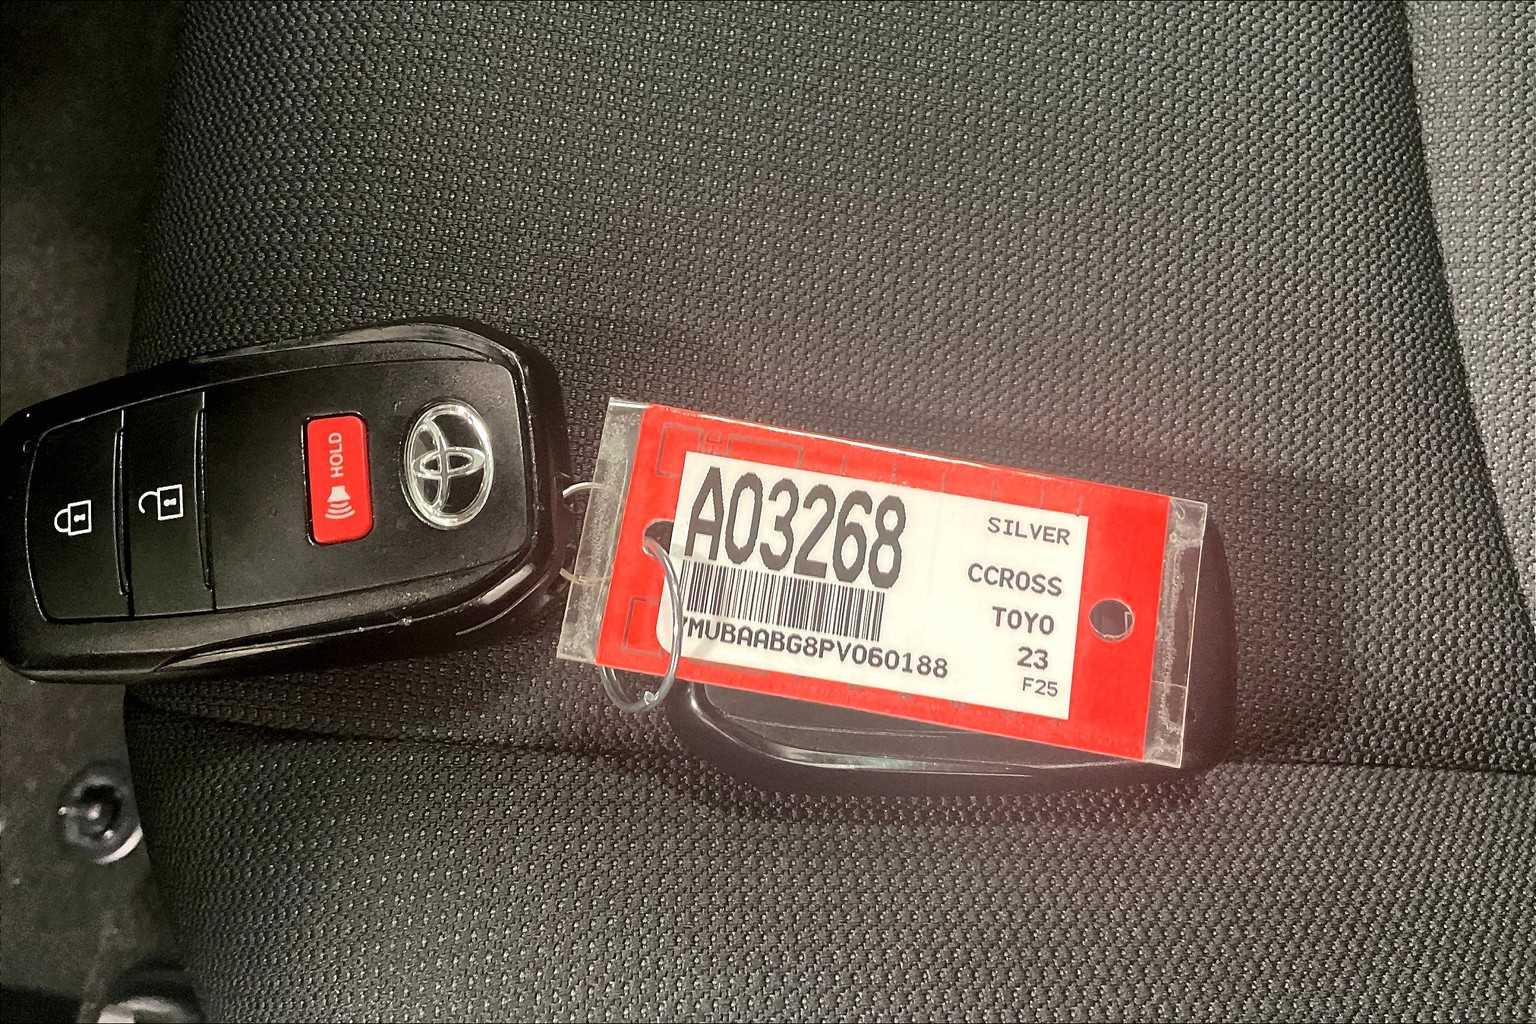 HOLD
A03268
SILVER
CCROSS
TOYO
23
F25
MUBAABG8PV060188